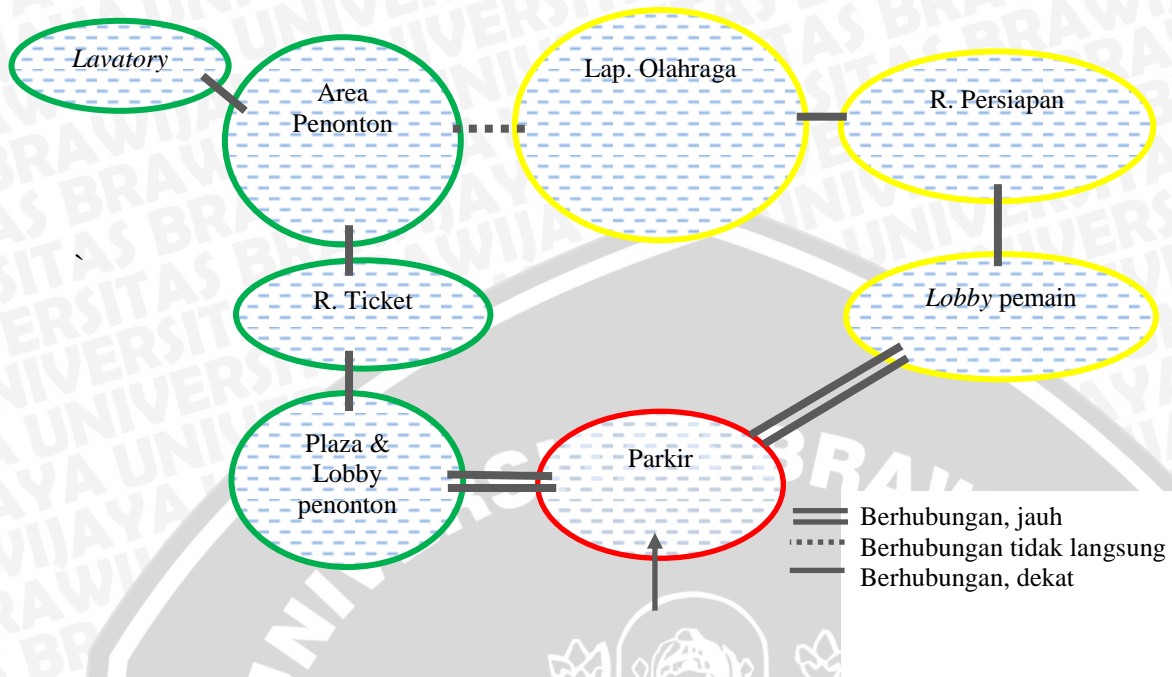 Lavatory
Area
Penonton
Lap. Olahraga
R. Persiapan
`
R. Ticket
Lobby pemain
Plaza &
Lobby
penonton
Parkir
Berhubungan, jauh
Berhubungan tidak langsung
Berhubungan, dekat